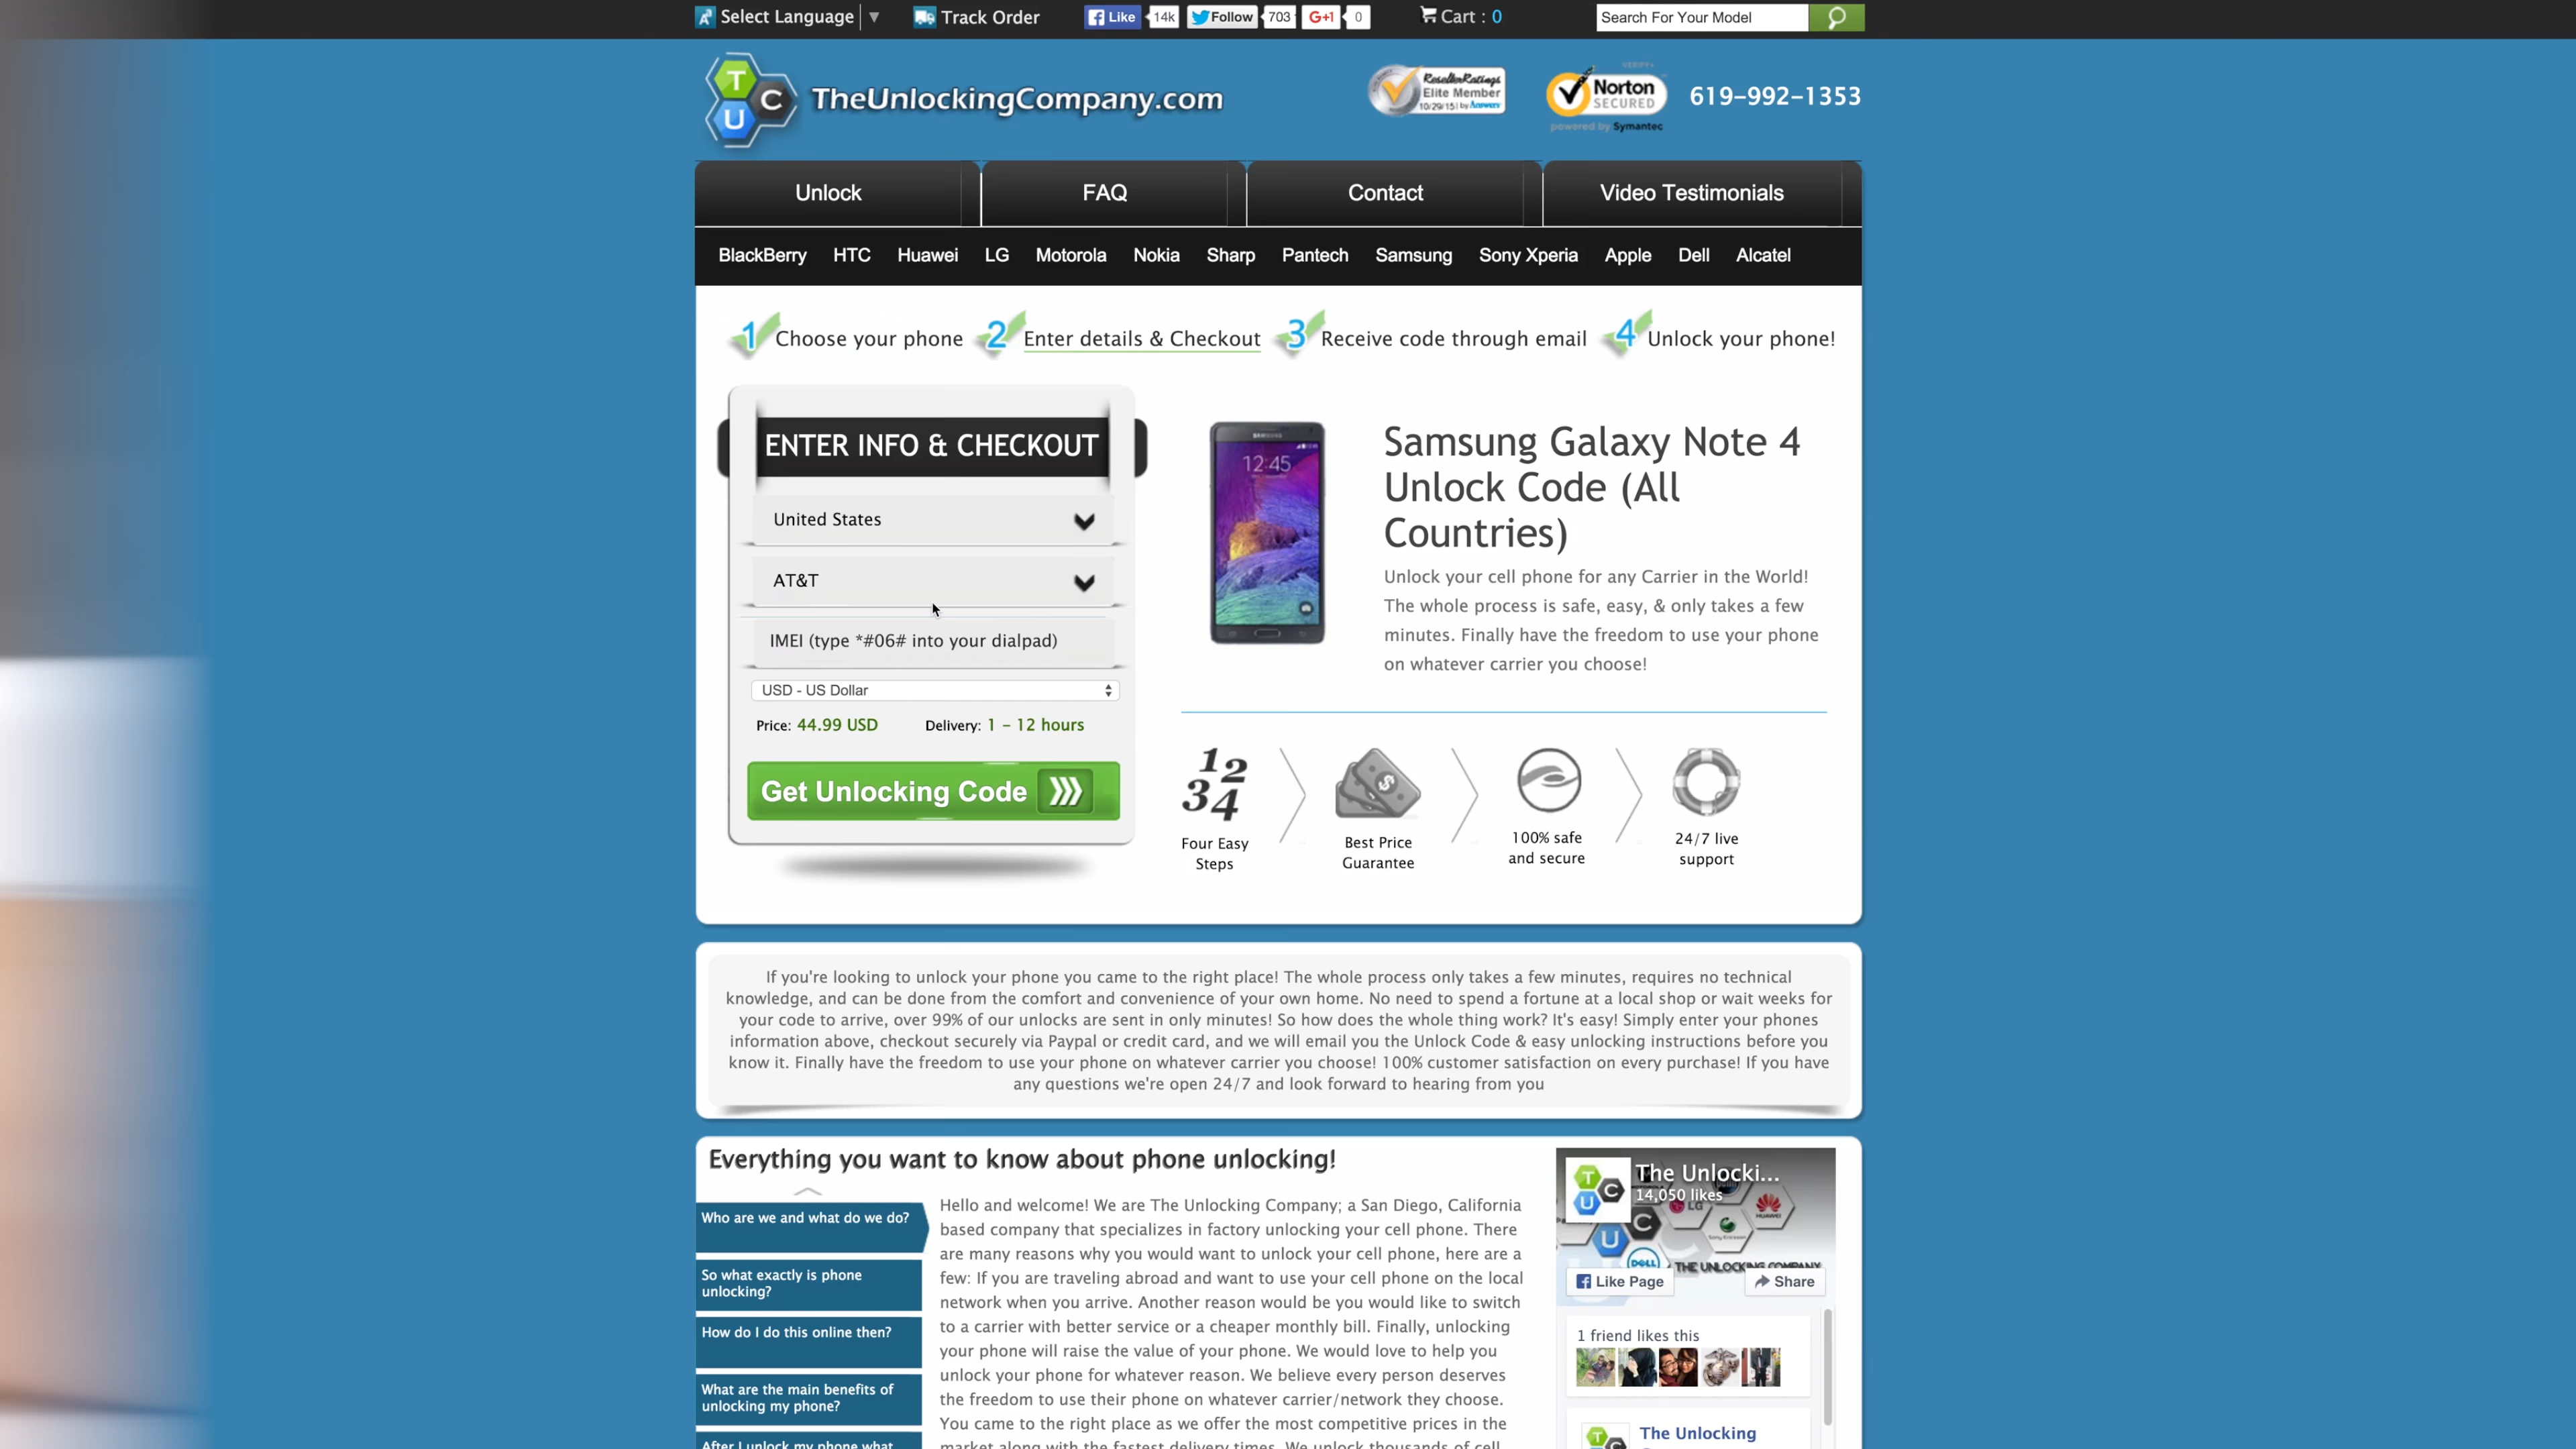 Select Language ▼
Track Order
Like 14k
Follow 703
G+1 0
Cart : 0
Search For Your Model
T C U
TheUnlockingCompany.com
ResellerRatings
Elite Member
10/29/15 | by Answers
Norton
SECURED
powered by Symantec
619-992-1353
Unlock
FAQ
Contact
Video Testimonials
BlackBerry HTC Huawei LG Motorola Nokia Sharp Pantech Samsung Sony Xperia Apple Dell Alcatel
1 Choose your phone
2 Enter details & Checkout
3 Receive code through email
4 Unlock your phone!
ENTER INFO & CHECKOUT
United States
AT&T
IMEI (type *#06# into your dialpad)
USD - US Dollar
Price: 44.99 USD
Delivery: 1 - 12 hours
Get Unlocking Code
SAMSUNG
12:45
Samsung Galaxy Note 4
Unlock Code (All
Countries)
Unlock your cell phone for any Carrier in the World!
The whole process is safe, easy, & only takes a few
minutes. Finally have the freedom to use your phone
on whatever carrier you choose!
12
34
Four Easy
Steps
Best Price
Guarantee
100% safe
and secure
24/7 live
support
If you're looking to unlock your phone you came to the right place! The whole process only takes a few minutes, requires no technical
knowledge, and can be done from the comfort and convenience of your own home. No need to spend a fortune at a local shop or wait weeks for
your code to arrive, over 99% of our unlocks are sent in only minutes! So how does the whole thing work? It's easy! Simply enter your phones
information above, checkout securely via Paypal or credit card, and we will email you the Unlock Code & easy unlocking instructions before you
know it. Finally have the freedom to use your phone on whatever carrier you choose! 100% customer satisfaction on every purchase! If you have
any questions we're open 24/7 and look forward to hearing from you
Everything you want to know about phone unlocking!
Who are we and what do we do?
So what exactly is phone
unlocking?
How do I do this online then?
What are the main benefits of
unlocking my phone?
After I unlock my phone what
Hello and welcome! We are The Unlocking Company; a San Diego, California
based company that specializes in factory unlocking your cell phone. There
are many reasons why you would want to unlock your cell phone, here are a
few: If you are traveling abroad and want to use your cell phone on the local
network when you arrive. Another reason would be you would like to switch
to a carrier with better service or a cheaper monthly bill. Finally, unlocking
your phone will raise the value of your phone. We would love to help you
unlock your phone for whatever reason. We believe every person deserves
the freedom to use their phone on whatever carrier/network they choose.
You came to the right place as we offer the most competitive prices in the
market along with the fastest delivery times. We unlock thousands of cell
The Unlocki...
14,050 likes
T C U
LG
HUAWEI
Sony Ericsson
C
U
DELL
THE UNLOCKING COMPANY
Like Page
Share
1 friend likes this
The Unlocking